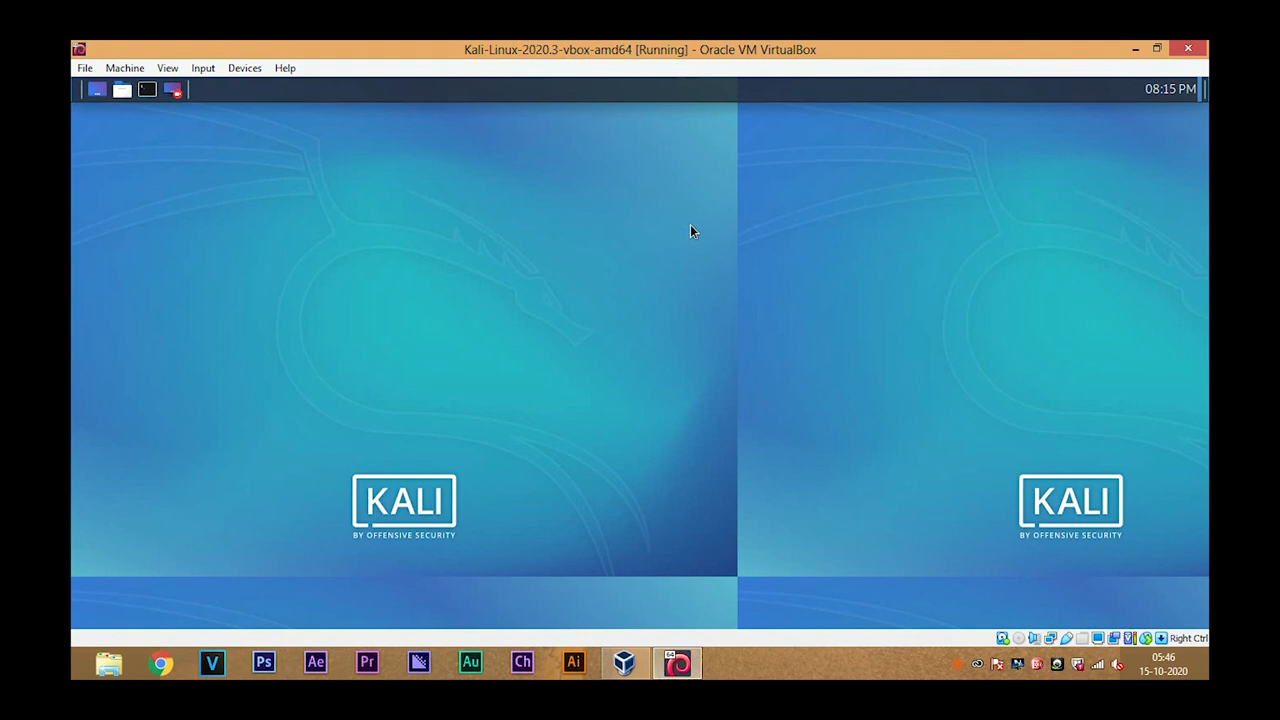 Kali-Linux-2020.3-vbox-amd64 [Running] - Oracle VM VirtualBox
File Machine View Input Devices Help
08:15 PM
KALI
BY OFFENSIVE SECURITY
KALI
BY OFFENSIVE SECURITY
Right Ctrl
V Ps Ae Pr Au Ch Ai 64
05:46
15-10-2020